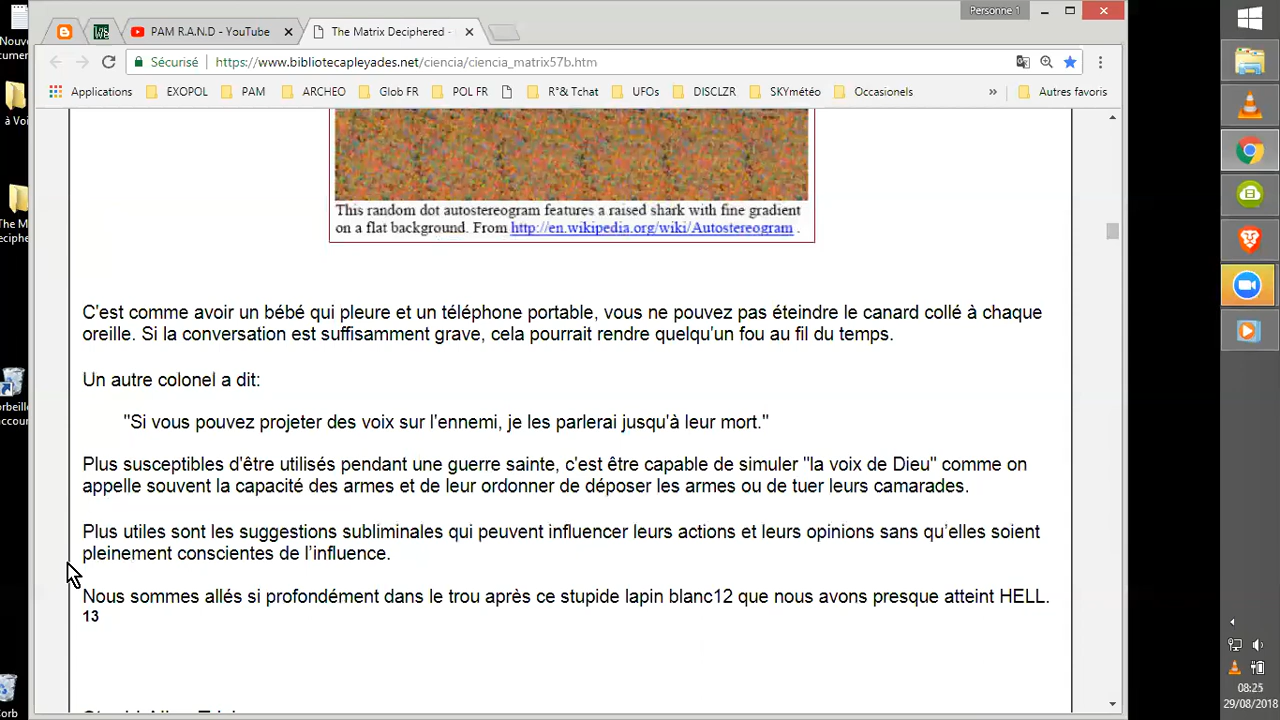 Personne 1
PAM R.A.N.D - YouTube
The Matrix Deciphered -
Sécurisé
https://www.bibliotecapleyades.net/ciencia/ciencia_matrix57b.htm
Applications EXOPOL PAM ARCHEO Glob FR POL FR R°& Tchat UFOs DISCLZR SKYmétéo Occasionels » Autres favoris
This random dot autostereogram features a raised shark with fine gradient
on a flat background. From http://en.wikipedia.org/wiki/Autostereogram .
C'est comme avoir un bébé qui pleure et un téléphone portable, vous ne pouvez pas éteindre le canard collé à chaque
oreille. Si la conversation est suffisamment grave, cela pourrait rendre quelqu'un fou au fil du temps.
Un autre colonel a dit:
"Si vous pouvez projeter des voix sur l'ennemi, je les parlerai jusqu'à leur mort."
Plus susceptibles d'être utilisés pendant une guerre sainte, c'est être capable de simuler "la voix de Dieu" comme on
appelle souvent la capacité des armes et de leur ordonner de déposer les armes ou de tuer leurs camarades.
Plus utiles sont les suggestions subliminales qui peuvent influencer leurs actions et leurs opinions sans qu’elles soient
pleinement conscientes de l’influence.
Nous sommes allés si profondément dans le trou après ce stupide lapin blanc12 que nous avons presque atteint HELL.
13
Nouv
cumen
à Voi
The M
eciphe
orbeille
accour
Corb
08:25
29/08/2018